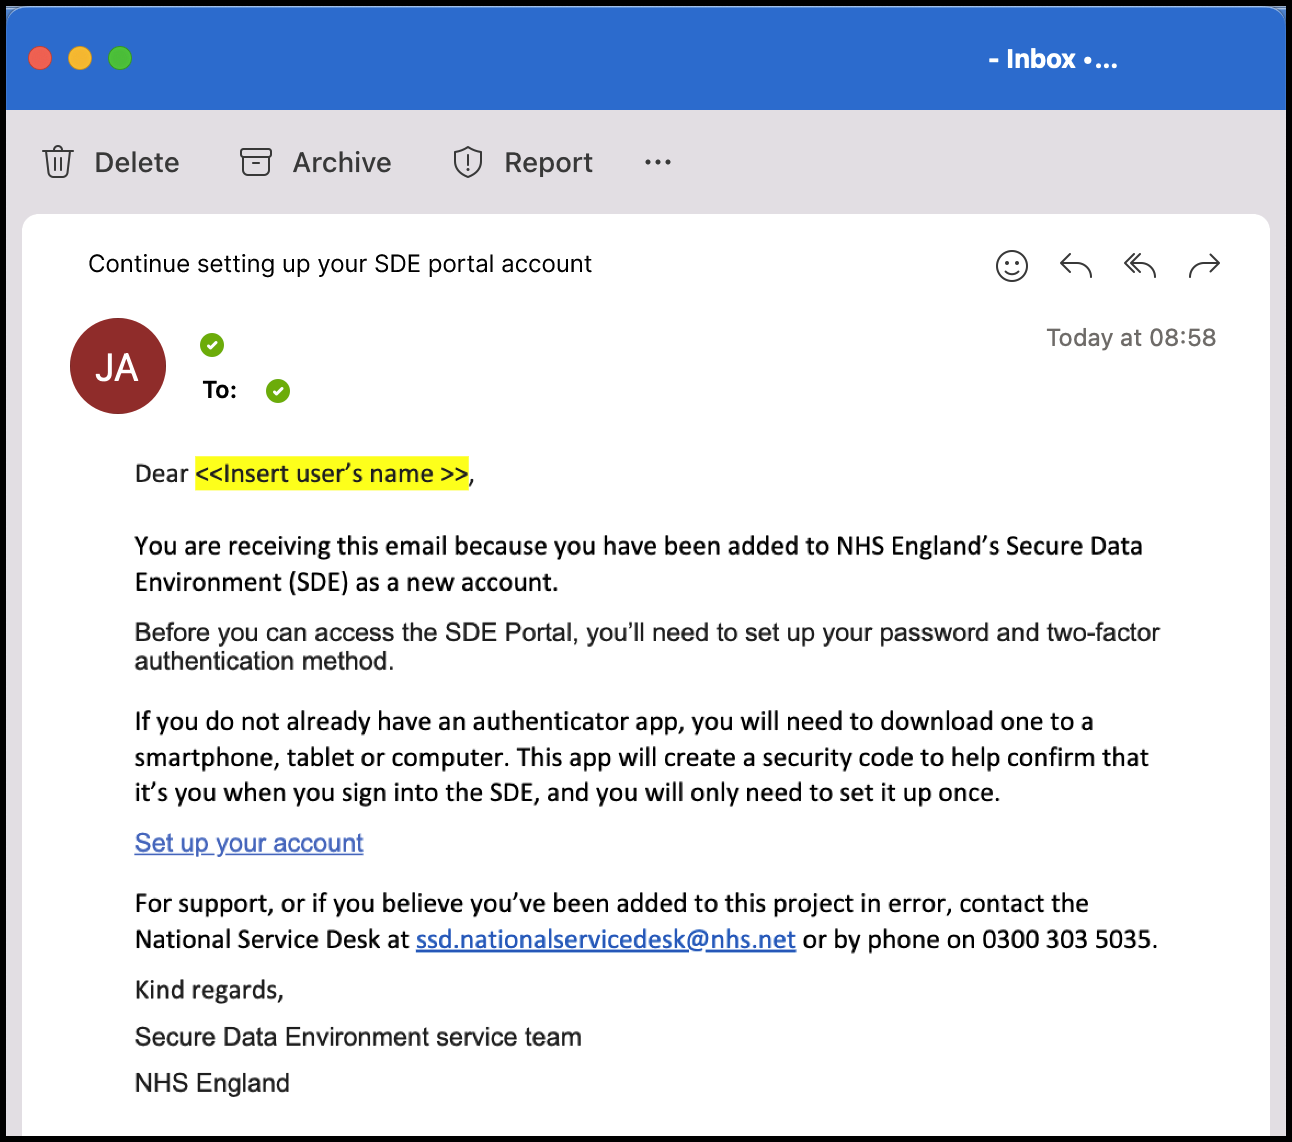 - Inbox •...
Delete Archive Report ...
Continue setting up your SDE portal account
JA
Today at 08:58
To:
Dear <<Insert user’s name >>,
You are receiving this email because you have been added to NHS England’s Secure Data
Environment (SDE) as a new account.
Before you can access the SDE Portal, you’ll need to set up your password and two-factor
authentication method.
If you do not already have an authenticator app, you will need to download one to a
smartphone, tablet or computer. This app will create a security code to help confirm that
it’s you when you sign into the SDE, and you will only need to set it up once.
Set up your account
For support, or if you believe you’ve been added to this project in error, contact the
National Service Desk at ssd.nationalservicedesk@nhs.net or by phone on 0300 303 5035.
Kind regards,
Secure Data Environment service team
NHS England